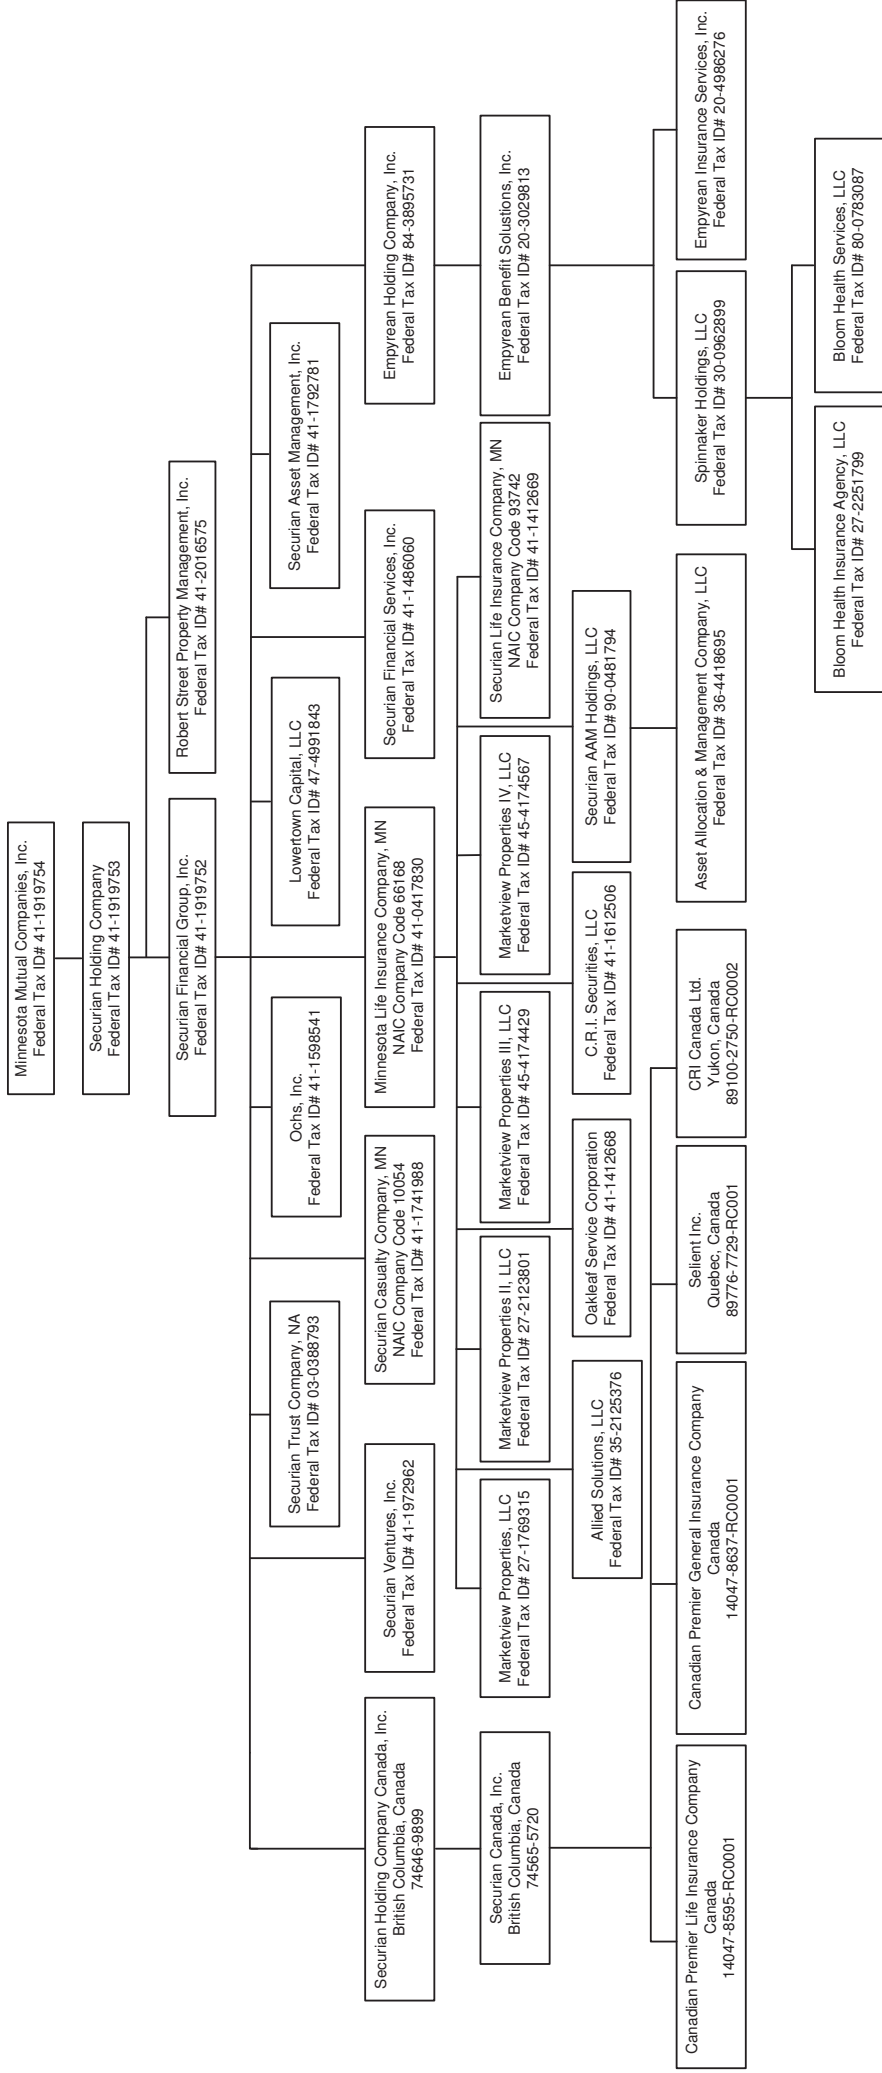 Minnesota Mutual Companies, Inc.
Federal Tax ID# 41-1919754
Securian Holding Company
Federal Tax ID# 41-1919753
Securian Financial Group, Inc.
Federal Tax ID# 41-1919752
Robert Street Property Management, Inc.
Federal Tax ID# 41-2016575
Securian Trust Company, NA
Federal Tax ID# 03-0388793
Ochs, Inc.
Federal Tax ID# 41-1598541
Lowertown Capital, LLC
Federal Tax ID# 47-4991843
Securian Asset Management, Inc.
Federal Tax ID# 41-1792781
Securian Holding Company Canada, Inc.
British Columbia, Canada
74646-9899
Securian Ventures, Inc.
Federal Tax ID# 41-1972962
Securian Casualty Company, MN
NAIC Company Code 10054
Federal Tax ID# 41-1741988
Minnesota Life Insurance Company, MN
NAIC Company Code 66168
Federal Tax ID# 41-0417830
Securian Financial Services, Inc.
Federal Tax ID# 41-1486060
Empyrean Holding Company, Inc.
Federal Tax ID# 84-3895731
Securian Canada, Inc.
British Columbia, Canada
74565-5720
Marketview Properties, LLC
Federal Tax ID# 27-1769315
Marketview Properties II, LLC
Federal Tax ID# 27-2123801
Marketview Properties III, LLC
Federal Tax ID# 45-4174429
Marketview Properties IV, LLC
Federal Tax ID# 45-4174567
Securian Life Insurance Company, MN
NAIC Company Code 93742
Federal Tax ID# 41-1412669
Empyrean Benefit Solustions, Inc.
Federal Tax ID# 20-3029813
Allied Solutions, LLC
Federal Tax ID# 35-2125376
Oakleaf Service Corporation
Federal Tax ID# 41-1412668
C.R.I. Securities, LLC
Federal Tax ID# 41-1612506
Securian AAM Holdings, LLC
Federal Tax ID# 90-0481794
Canadian Premier Life Insurance Company
Canada
14047-8595-RC0001
Canadian Premier General Insurance Company
Canada
14047-8637-RC0001
Selient Inc.
Quebec, Canada
89776-7729-RC001
CRI Canada Ltd.
Yukon, Canada
89100-2750-RC0002
Asset Allocation & Management Company, LLC
Federal Tax ID# 36-4418695
Spinnaker Holdings, LLC
Federal Tax ID# 30-0962899
Empyrean Insurance Services, Inc.
Federal Tax ID# 20-4986276
Bloom Health Insurance Agency, LLC
Federal Tax ID# 27-2251799
Bloom Health Services, LLC
Federal Tax ID# 80-0783087